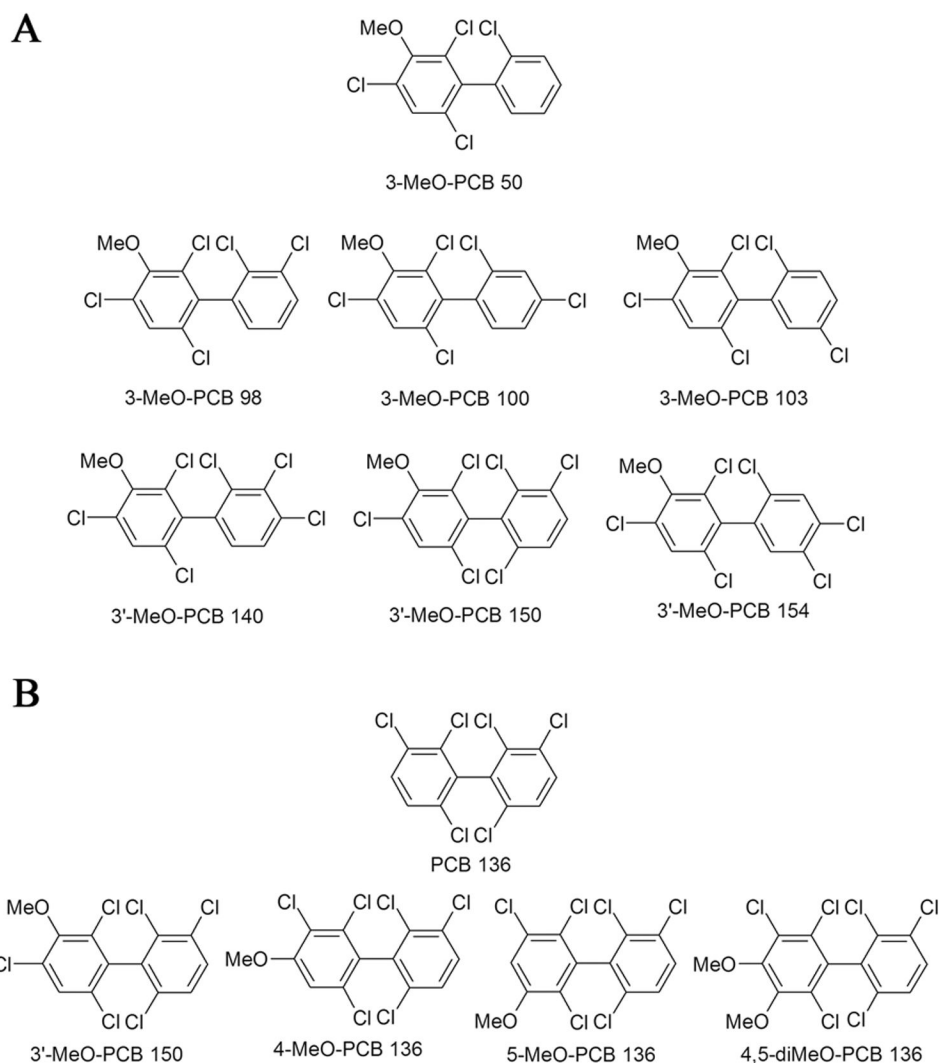 A
MeO Cl Cl
Cl
Cl
3-MeO-PCB 50
MeO Cl Cl Cl
Cl
Cl
3-MeO-PCB 98
MeO Cl Cl
Cl Cl
Cl
3-MeO-PCB 100
MeO Cl Cl
Cl
Cl Cl
3-MeO-PCB 103
MeO Cl Cl Cl
Cl Cl
Cl
3'-MeO-PCB 140
MeO Cl Cl Cl
Cl
Cl Cl
3'-MeO-PCB 150
MeO Cl Cl
Cl Cl
Cl Cl
3'-MeO-PCB 154
B
Cl Cl Cl Cl
Cl Cl
PCB 136
MeO Cl Cl Cl
Cl
Cl Cl
3'-MeO-PCB 150
Cl Cl Cl Cl
MeO
Cl Cl
4-MeO-PCB 136
Cl Cl Cl Cl
MeO Cl Cl
5-MeO-PCB 136
Cl Cl Cl Cl
MeO
MeO Cl Cl
4,5-diMeO-PCB 136